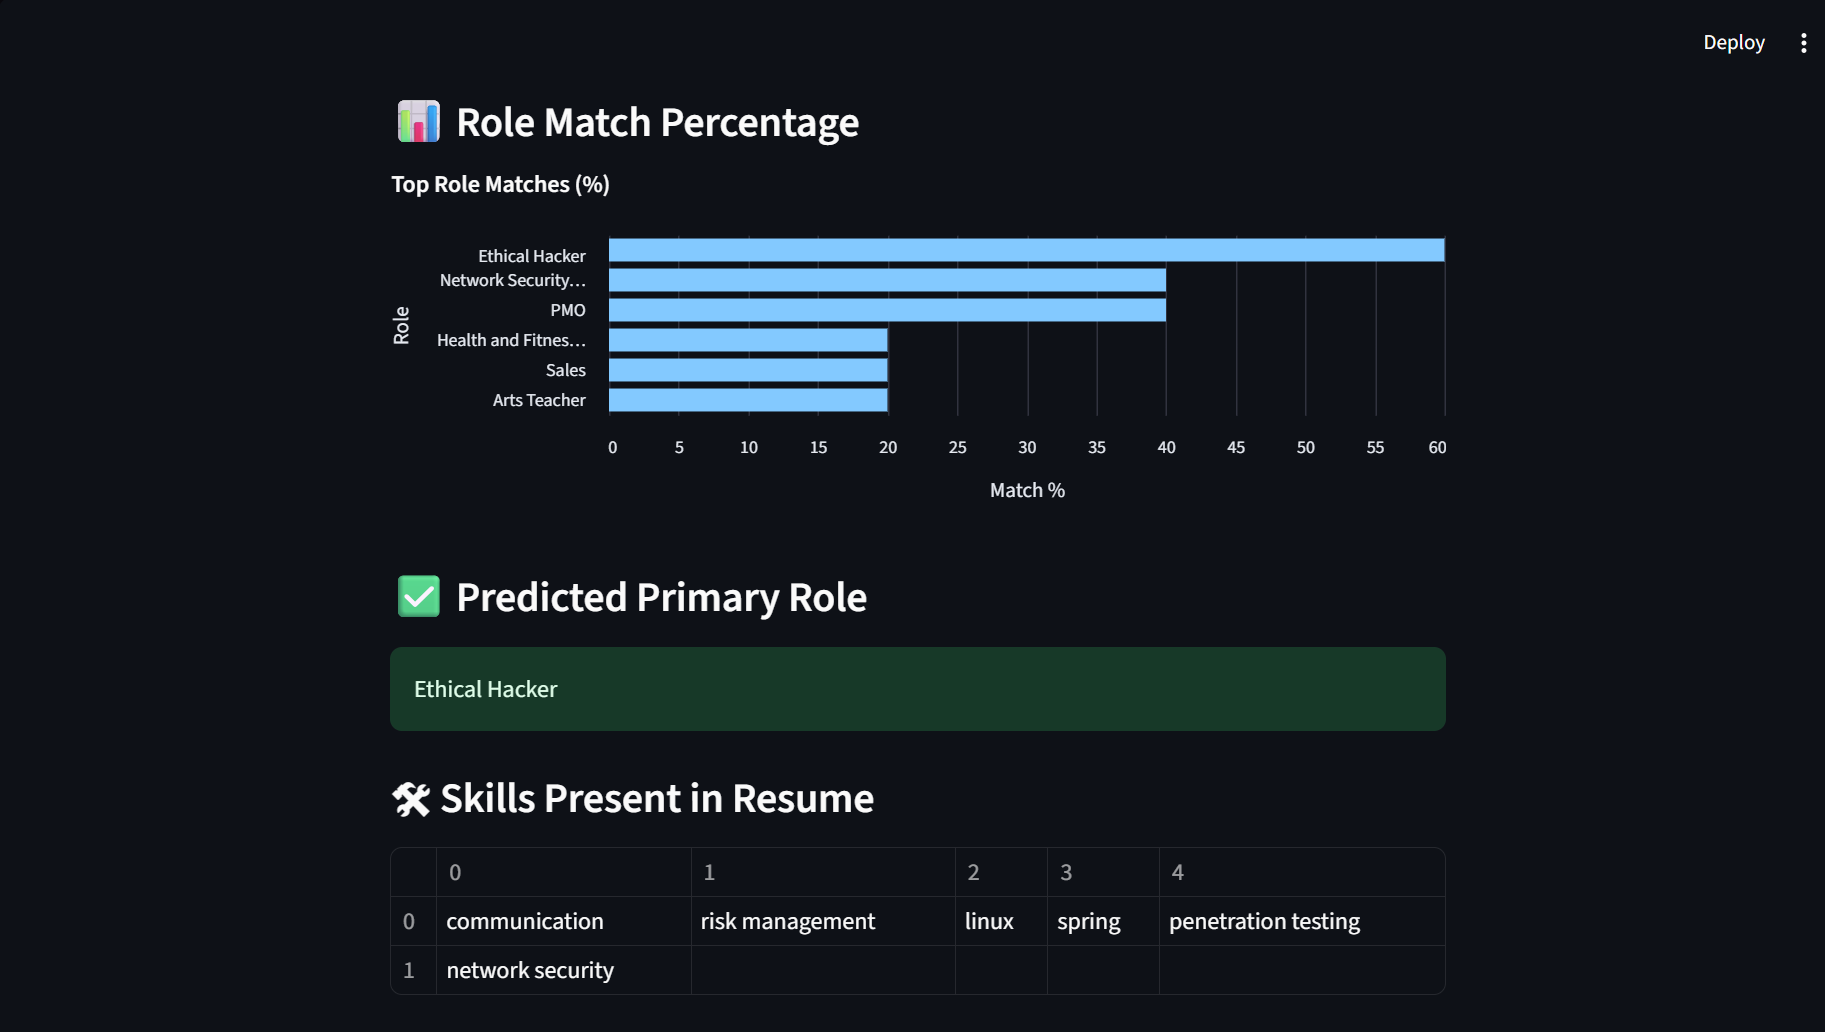 Deploy
Role Match Percentage
Top Role Matches (%)
Role
Ethical Hacker
Network Security…
PMO
Health and Fitnes…
Sales
Arts Teacher
0 5 10 15 20 25 30 35 40 45 50 55 60
Match %
Predicted Primary Role
Ethical Hacker
Skills Present in Resume
0 1 2 3 4
0 communication risk management linux spring penetration testing
1 network security